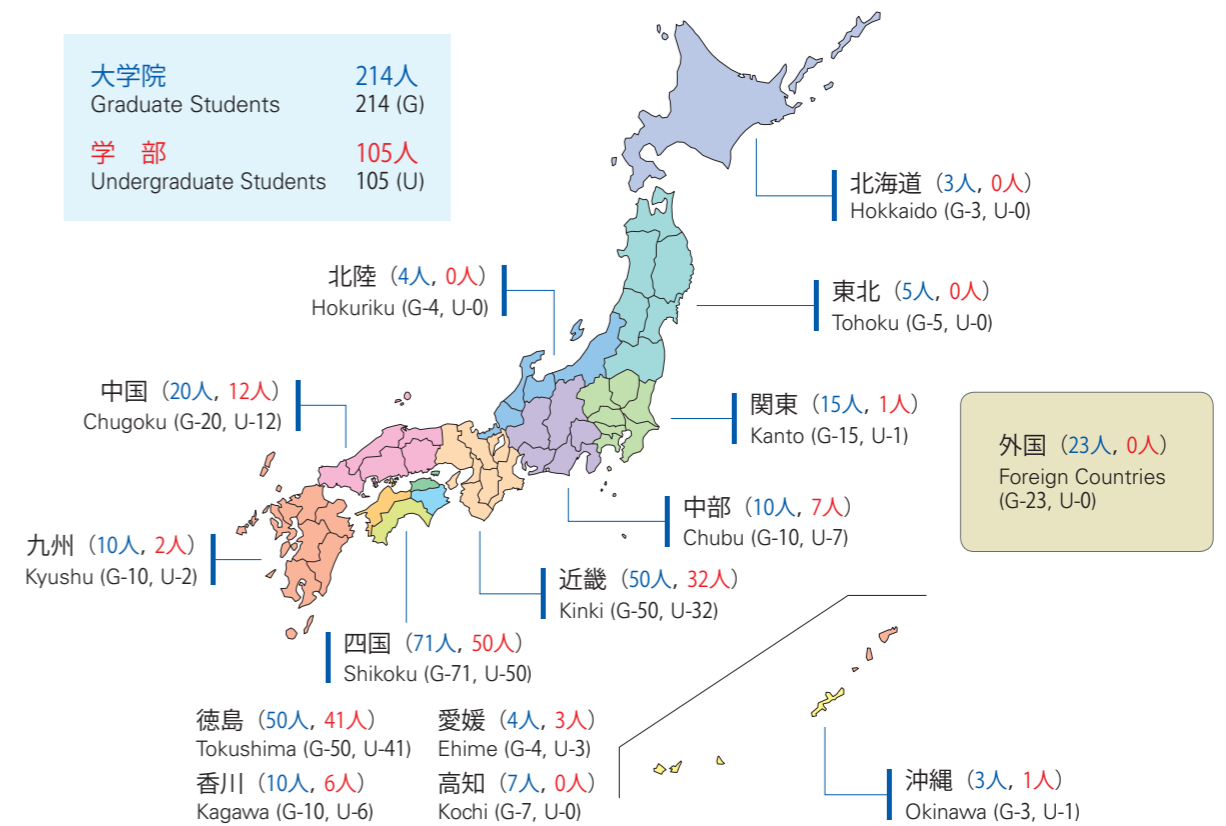 大学院 214人
Graduate Students 214 (G)
学 部 105人
Undergraduate Students 105 (U)
北海道（3人, 0人）
Hokkaido (G-3, U-0)
北陸（4人, 0人）
Hokuriku (G-4, U-0)
東北（5人, 0人）
Tohoku (G-5, U-0)
中国（20人, 12人）
Chugoku (G-20, U-12)
関東（15人, 1人）
Kanto (G-15, U-1)
外国（23人, 0人）
Foreign Countries
(G-23, U-0)
中部（10人, 7人）
Chubu (G-10, U-7)
九州（10人, 2人）
Kyushu (G-10, U-2)
近畿（50人, 32人）
Kinki (G-50, U-32)
四国（71人, 50人）
Shikoku (G-71, U-50)
徳島（50人, 41人）
Tokushima (G-50, U-41)
愛媛（4人, 3人）
Ehime (G-4, U-3)
香川（10人, 6人）
Kagawa (G-10, U-6)
高知（7人, 0人）
Kochi (G-7, U-0)
沖縄（3人, 1人）
Okinawa (G-3, U-1)